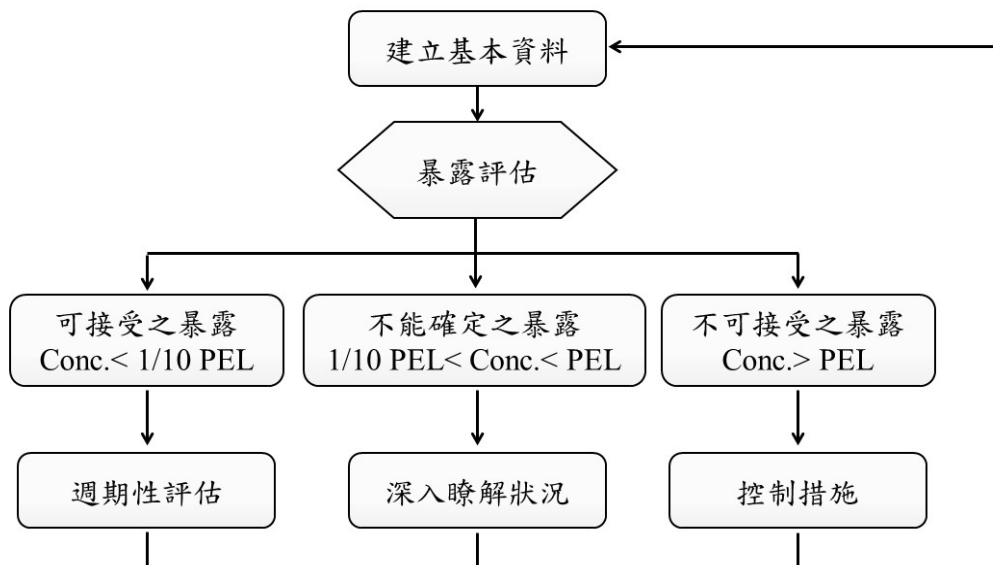 建立基本資料
暴露評估
可接受之暴露
Conc.< 1/10 PEL
不能確定之暴露
1/10 PEL< Conc.< PEL
不可接受之暴露
Conc.> PEL
週期性評估
深入瞭解狀況
控制措施